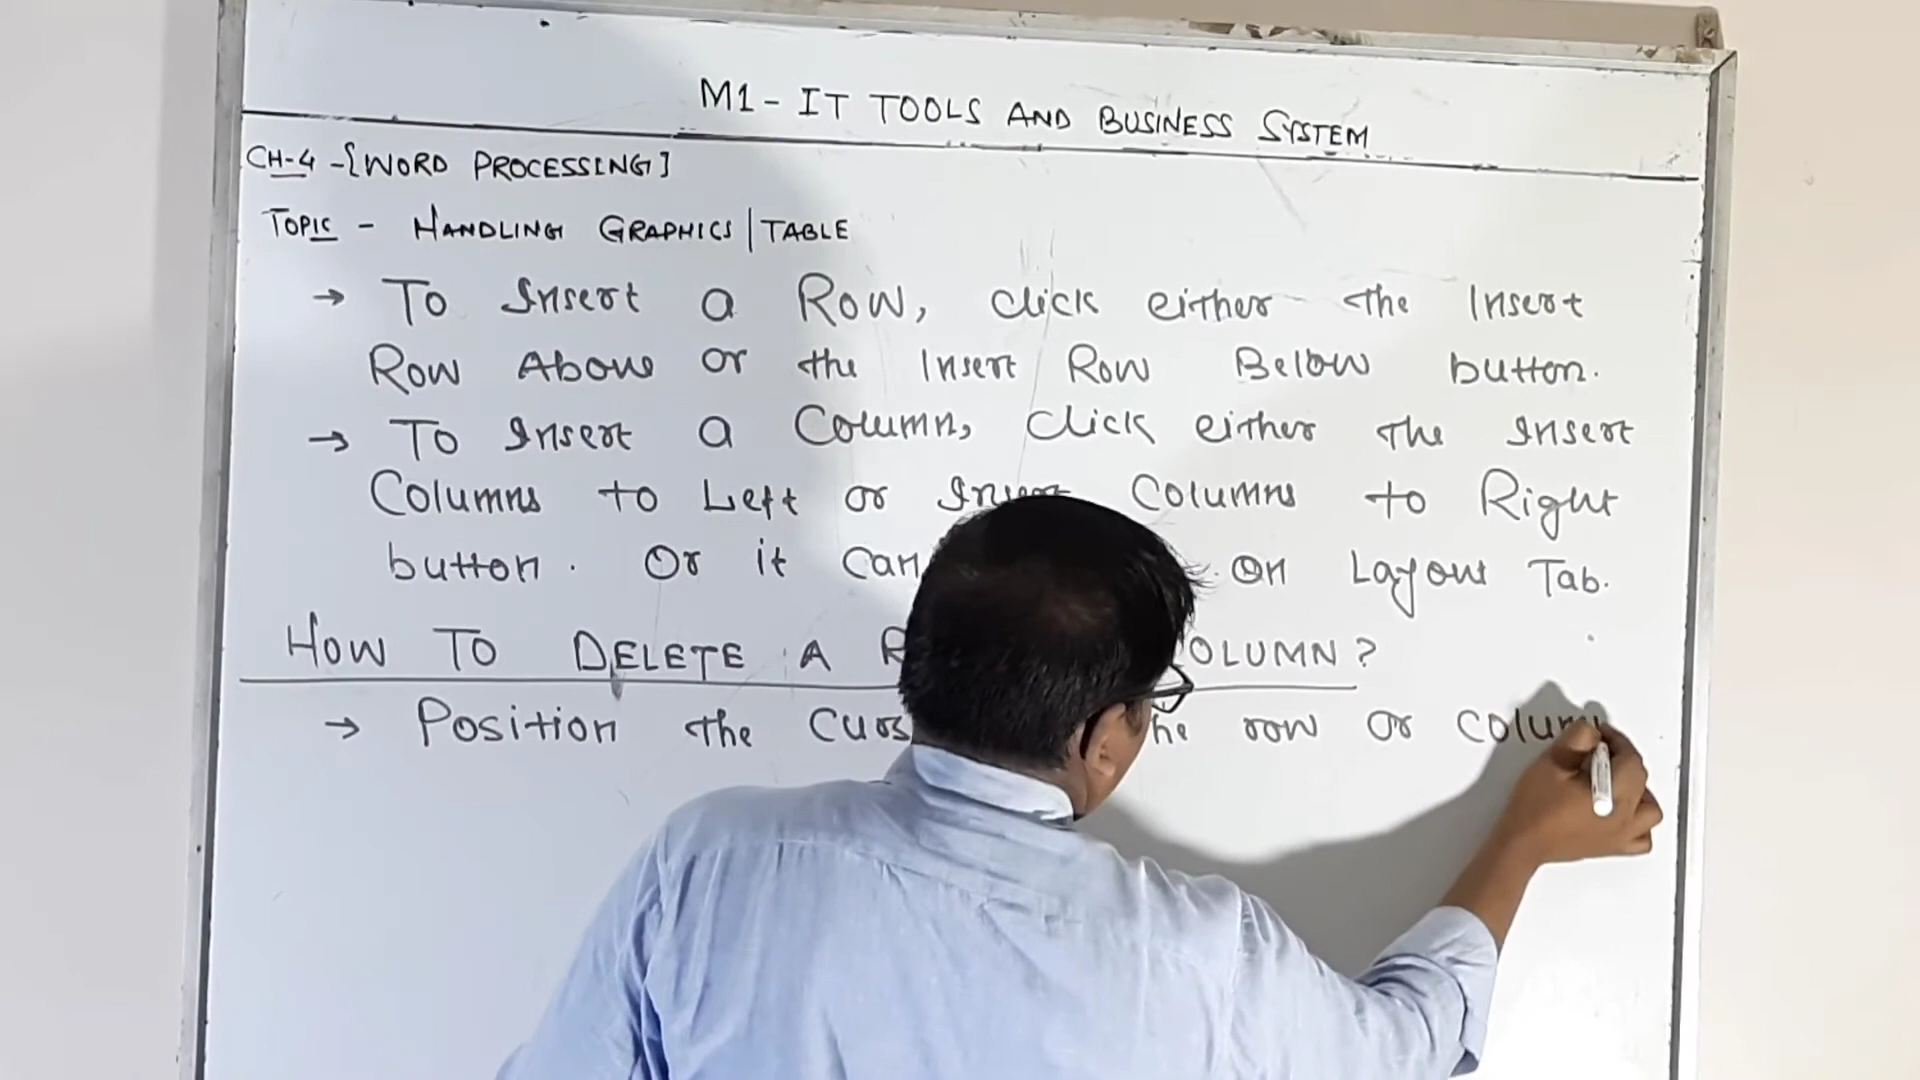 M1 - IT TOOLS AND BUSINESS SYSTEM
CH-4 - [WORD PROCESSING]
TOPIC - HANDLING GRAPHICS | TABLE
→ To Insert a Row, click either the Insert
Row Above or the Insert Row Below button.
→ To Insert a Column, click either the Insert
Columns to Left or Insert Columns to Right
button. Or it can On Layout Tab.
HOW TO DELETE A COLUMN?
→ Position the row or